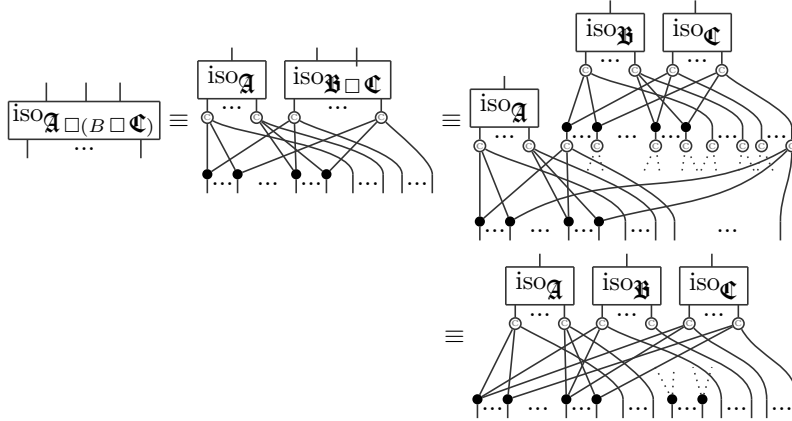 iso𝕬 □ (B □ 𝕮) ≡ iso𝕬 iso𝕭 □ 𝕮 ≡ iso𝕬 iso𝕭 iso𝕮
≡ iso𝕬 iso𝕭 iso𝕮